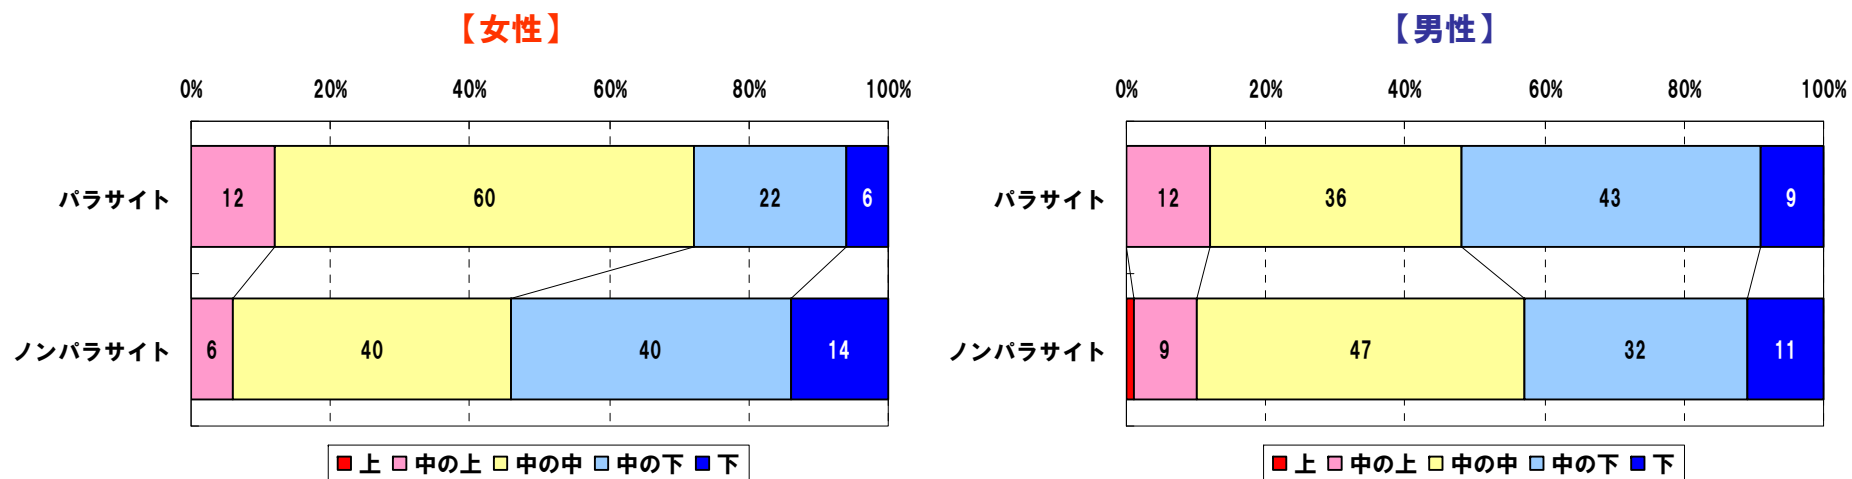 【女性】
0% 20% 40% 60% 80% 100%
パラサイト 12 60 22 6
ノンパラサイト 6 40 40 14
上 中の上 中の中 中の下 下
【男性】
0% 20% 40% 60% 80% 100%
パラサイト 12 36 43 9
ノンパラサイト 9 47 32 11
上 中の上 中の中 中の下 下